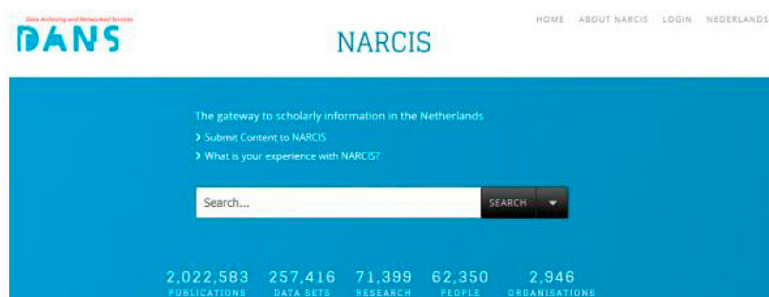 Data Archiving and Networked Services
DANS
NARCIS
HOME ABOUT NARCIS LOGIN NEDERLANDS
The gateway to scholarly information in the Netherlands
Submit Content to NARCIS
What is your experience with NARCIS?
Search...
SEARCH
2,022,583 257,416 71,399 62,350 2,946
PUBLICATIONS DATA SETS RESEARCH PEOPLE ORGANISATIONS